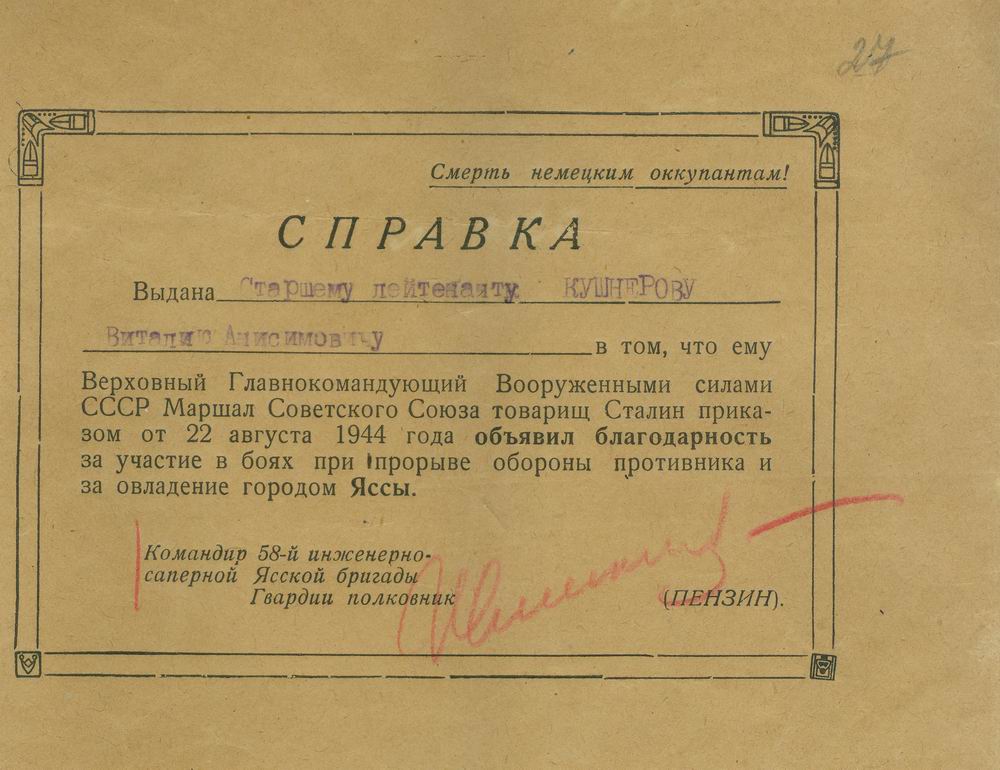 27
Смерть немецким оккупантам!
СПРАВКА
Выдана Старшему лейтенанту КУШНЕРОВУ
Виталию Анисимовичу в том, что ему
Верховный Главнокомандующий Вооруженными силами
СССР Маршал Советского Союза товарищ Сталин прика-
зом от 22 августа 1944 года объявил благодарность
за участие в боях при прорыве обороны противника и
за овладение городом Яссы.
Командир 58-й инженерно-
саперной Ясской бригады
Гвардии полковник (ПЕНЗИН).